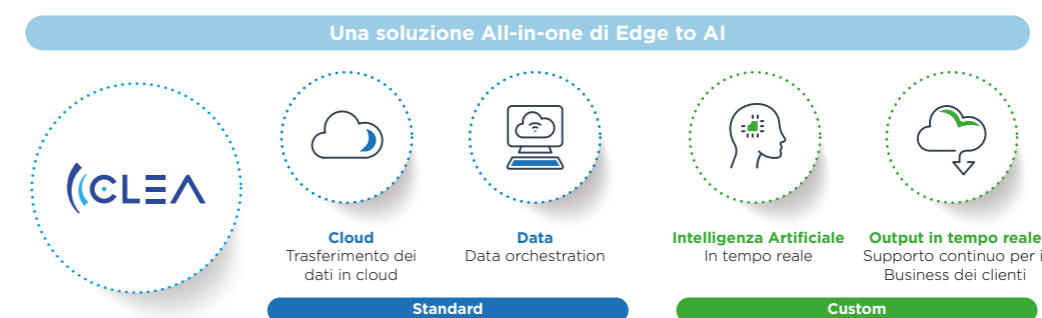 Una soluzione All-in-one di Edge to AI
CLEA
Cloud
Trasferimento dei
dati in cloud
Data
Data orchestration
Intelligenza Artificiale
In tempo reale
Output in tempo reale
Supporto continuo per i
Business dei clienti
Standard
Custom